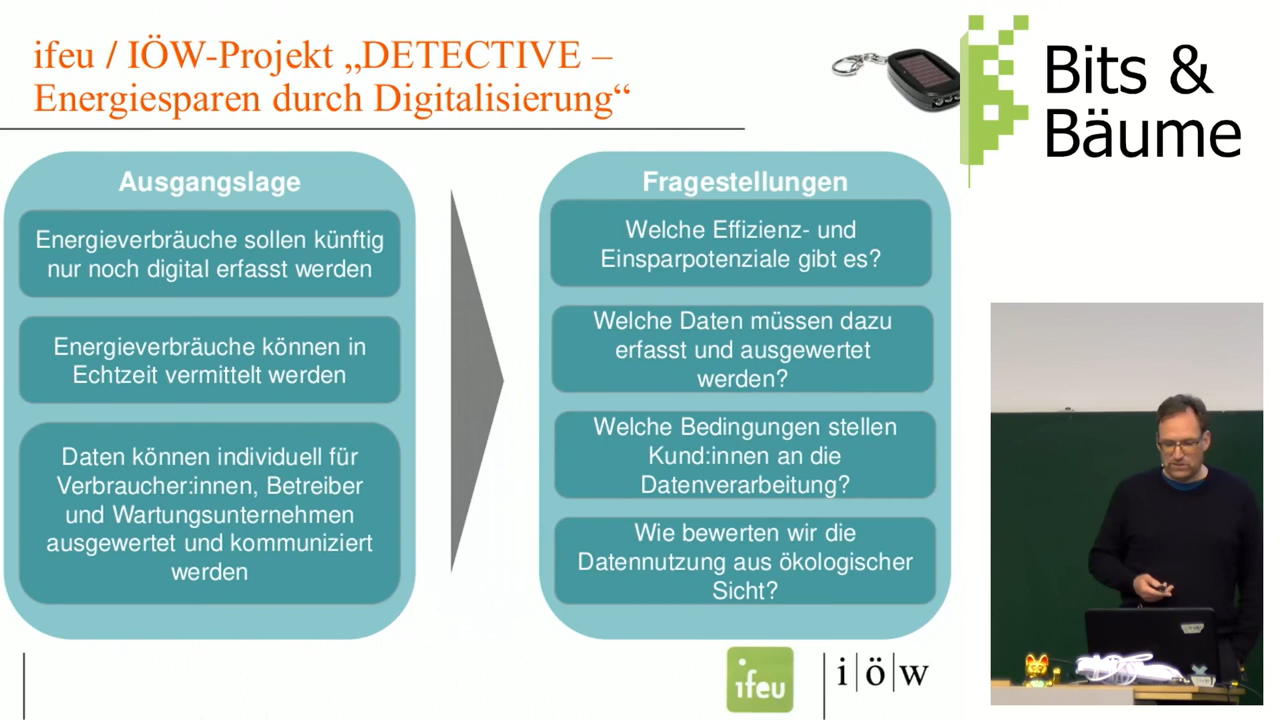 ifeu / IÖW-Projekt „DETECTIVE –
Energiesparen durch Digitalisierung“
Bits &
Bäume
Ausgangslage
Energieverbräuche sollen künftig
nur noch digital erfasst werden
Energieverbräuche können in
Echtzeit vermittelt werden
Daten können individuell für
Verbraucher:innen, Betreiber
und Wartungsunternehmen
ausgewertet und kommuniziert
werden
Fragestellungen
Welche Effizienz- und
Einsparpotenziale gibt es?
Welche Daten müssen dazu
erfasst und ausgewertet
werden?
Welche Bedingungen stellen
Kund:innen an die
Datenverarbeitung?
Wie bewerten wir die
Datennutzung aus ökologischer
Sicht?
ifeu
i|ö|w